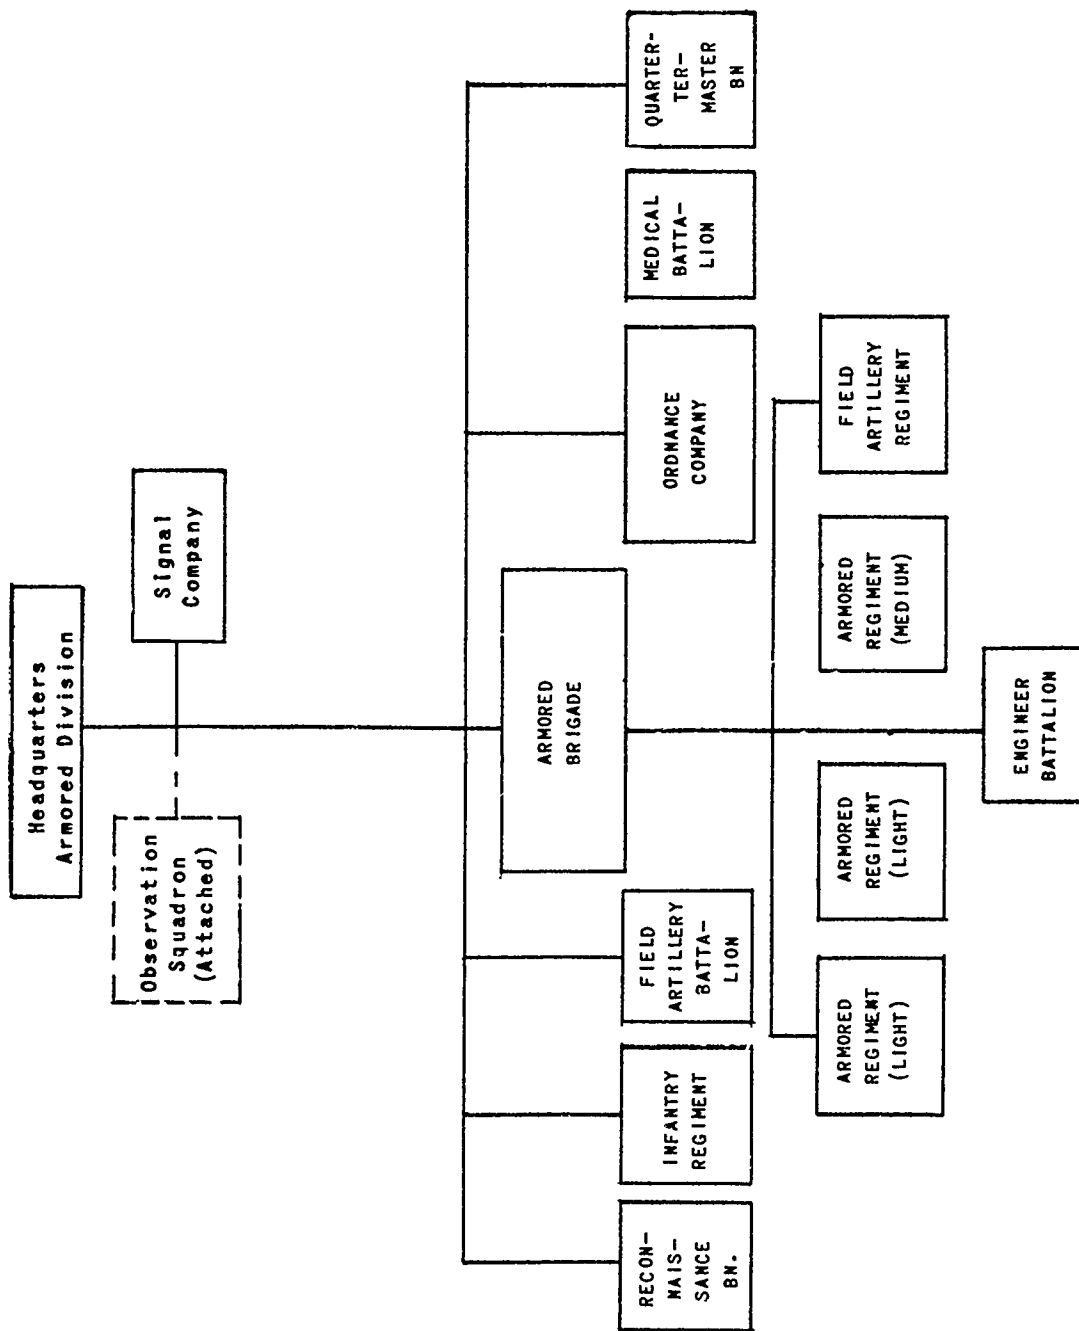 Headquarters
Armored Division
Observation
Squadron
(Attached)
Signal
Company
RECON-
NAIS-
SANCE
BN.
INFANTRY
REGIMENT
FIELD
ARTILLERY
BATTA-
LION
ARMORED
BRIGADE
ORDNANCE
COMPANY
MEDICAL
BATTA-
LION
QUARTER-
TER-
MASTER
BN
ARMORED
REGIMENT
(LIGHT)
ARMORED
REGIMENT
(LIGHT)
ARMORED
REGIMENT
(MEDIUM)
FIELD
ARTILLERY
REGIMENT
ENGINEER
BATTALION